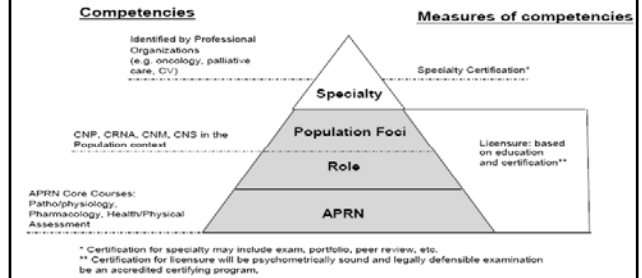 Competencies
Measures of competencies
Identified by Professional
Organizations
(e.g. oncology, palliative
care, CV)
Specialty Certification*
Specialty
CNP, CRNA, CNM, CNS in the
Population context
Population Foci
Licensure: based
on education
and certification**
Role
APRN Core Courses:
Patho/physiology,
Pharmacology, Health/Physical
Assessment
APRN
* Certification for specialty may include exam, portfolio, peer review, etc.
** Certification for licensure will be psychometrically sound and legally defensible examination
be an accredited certifying program.